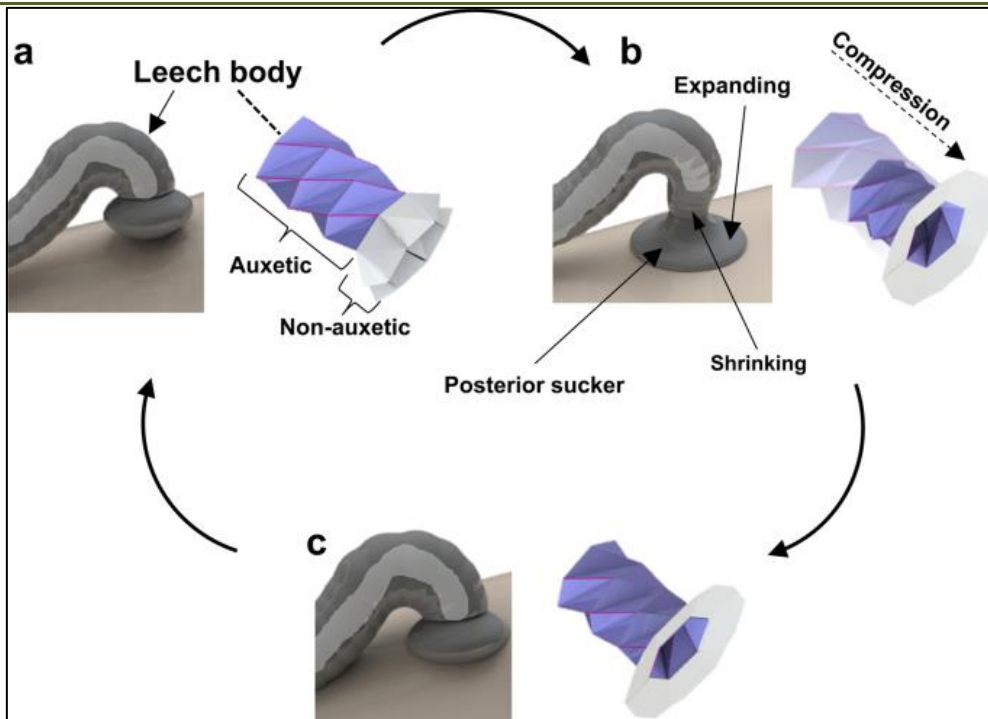 a
Leech body
Auxetic
Non-auxetic
b
Expanding
Compression
Shrinking
Posterior sucker
c